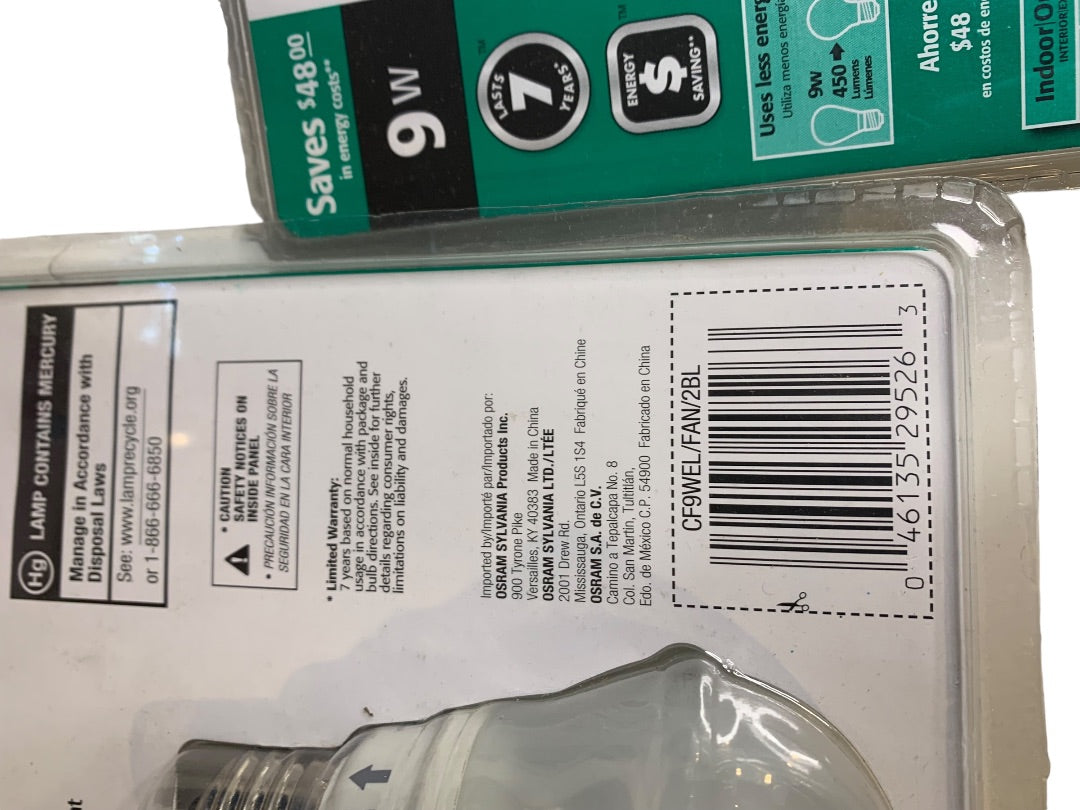 Saves $48.00
in energy costs**
9 W
LASTS
7
YEARS*
TM
ENERGY
$
SAVING**
TM
Uses less
Utiliza menos
9w
450
Lumens
Lúmenes
$48
en costos de
Hg LAMP CONTAINS MERCURY
Manage in Accordance with
Disposal Laws
See: www.lamprecycle.org
or 1-866-666-6850
* CAUTION
SAFETY NOTICES ON
INSIDE PANEL
* PRECAUCIÓN INFORMACIÓN SOBRE LA
SEGURIDAD EN LA CARA INTERIOR
* Limited Warranty:
7 years based on normal household
usage in accordance with package and
bulb directions. See inside for further
details regarding consumer rights,
limitations on liability and damages.
Imported by/Importé par/Importado por:
OSRAM SYLVANIA Products Inc.
900 Tyrone Pike
Versailles, KY 40383 Made in China
OSRAM SYLVANIA LTD./LTÉE
2001 Drew Rd.
Mississauga, Ontario L5S 1S4 Fabriqué en Chine
OSRAM S.A. de C.V.
Camino a Tepalcapa No. 8
Col. San Martín, Tultitlán,
Edo. de México C.P. 54900 Fabricado en China
CF9WEL/FAN/2BL
0 46135 29526 3